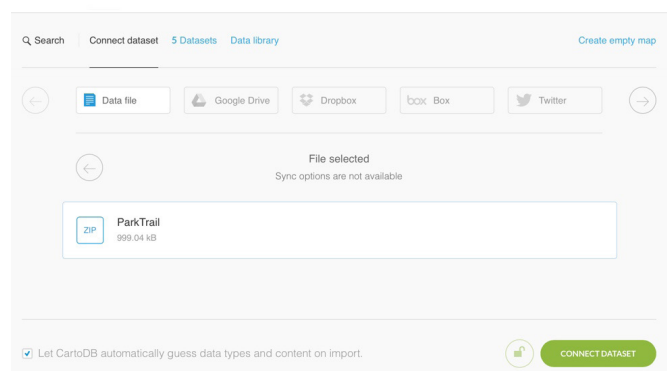 Search Connect dataset 5 Datasets Data library Create empty map
Data file Google Drive Dropbox box Box Twitter
File selected
Sync options are not available
ZIP ParkTrail
999.04 kB
Let CartoDB automatically guess data types and content on import. CONNECT DATASET